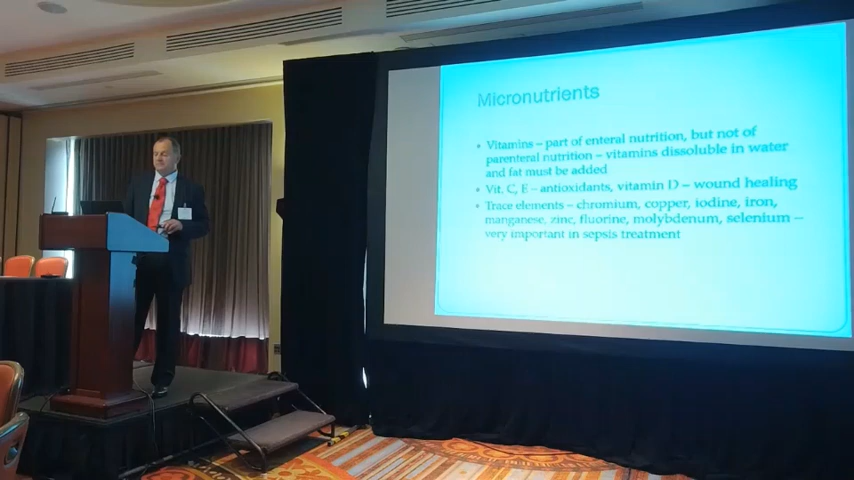 Micronutrients
• Vitamins – part of enteral nutrition, but not of
parenteral nutrition – vitamins dissoluble in water
and fat must be added
• Vit. C, E – antioxidants, vitamin D – wound healing
• Trace elements – chromium, copper, iodine, iron,
manganese, zinc, fluorine, molybdenum, selenium –
very important in sepsis treatment